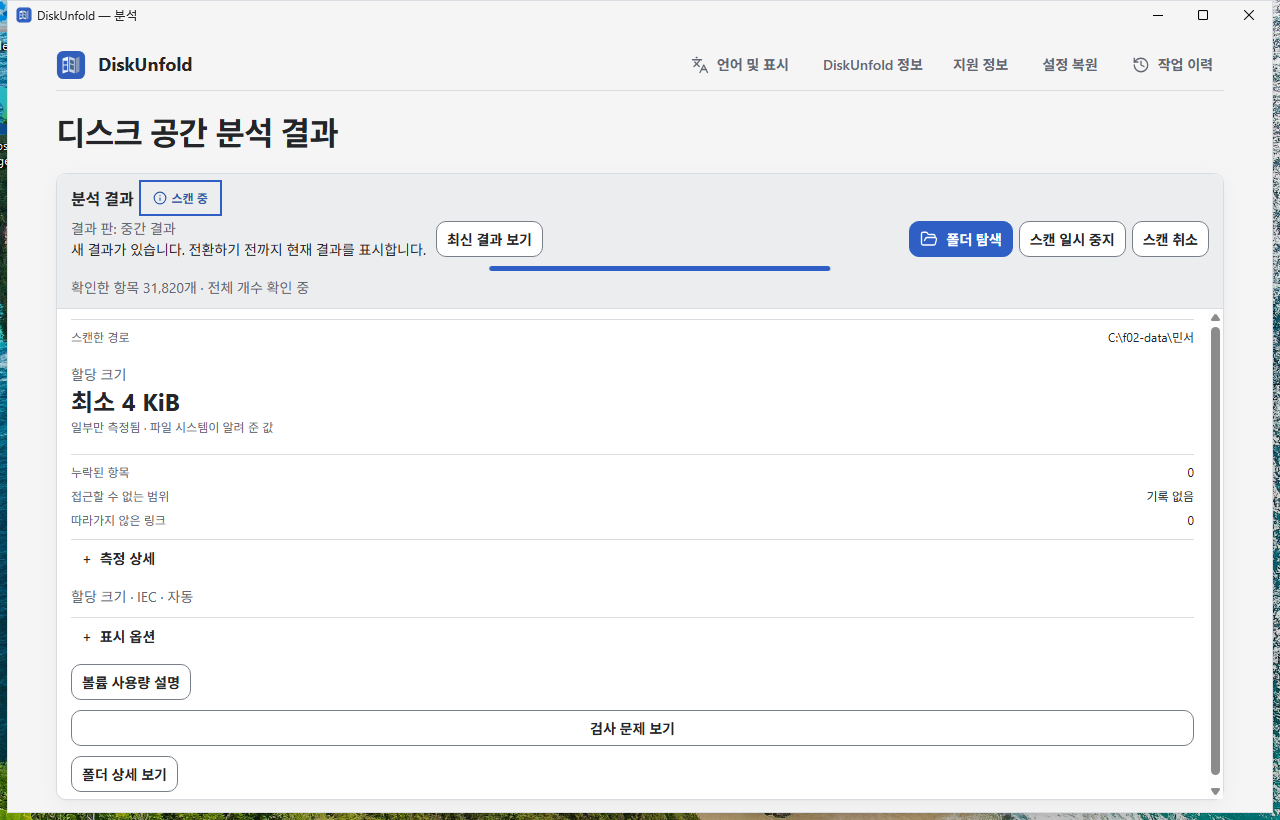 DiskUnfold — 분석
DiskUnfold
언어 및 표시
DiskUnfold 정보
지원 정보
설정 복원
작업 이력
디스크 공간 분석 결과
분석 결과
스캔 중
결과 판: 중간 결과
새 결과가 있습니다. 전환하기 전까지 현재 결과를 표시합니다.
최신 결과 보기
폴더 탐색
스캔 일시 중지
스캔 취소
확인한 항목 31,820개 · 전체 개수 확인 중
스캔한 경로
C:\f02-data\민서
할당 크기
최소 4 KiB
일부만 측정됨 · 파일 시스템이 알려 준 값
누락된 항목
0
접근할 수 없는 범위
기록 없음
따라가지 않은 링크
0
+ 측정 상세
할당 크기 · IEC · 자동
+ 표시 옵션
볼륨 사용량 설명
검사 문제 보기
폴더 상세 보기